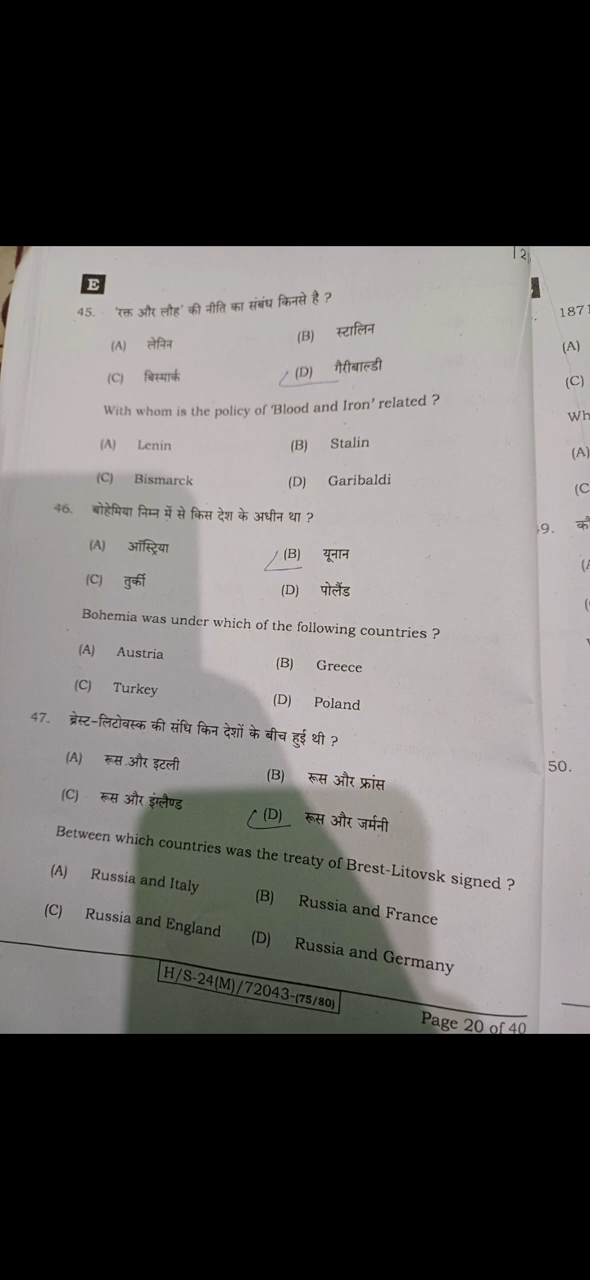 12
E
45. 'रक्त और लौह' की नीति का संबंध किनसे है ?
(A) लेनिन (B) स्टालिन
(C) बिस्मार्क (D) गैरीबाल्डी
With whom is the policy of 'Blood and Iron' related ?
(A) Lenin (B) Stalin
(C) Bismarck (D) Garibaldi
46. बोहेमिया निम्न में से किस देश के अधीन था ?
(A) ऑस्ट्रिया (B) यूनान
(C) तुर्की (D) पोलैंड
Bohemia was under which of the following countries ?
(A) Austria (B) Greece
(C) Turkey (D) Poland
47. ब्रेस्ट-लिटोवस्क की संधि किन देशों के बीच हुई थी ?
(A) रूस और इटली (B) रूस और फ्रांस
(C) रूस और इंग्लैण्ड (D) रूस और जर्मनी
Between which countries was the treaty of Brest-Litovsk signed ?
(A) Russia and Italy (B) Russia and France
(C) Russia and England (D) Russia and Germany
H/S-24(M)/72043-(75/80)
Page 20 of 40
187
(A)
(C)
Wh
(A)
(C
9.
50.